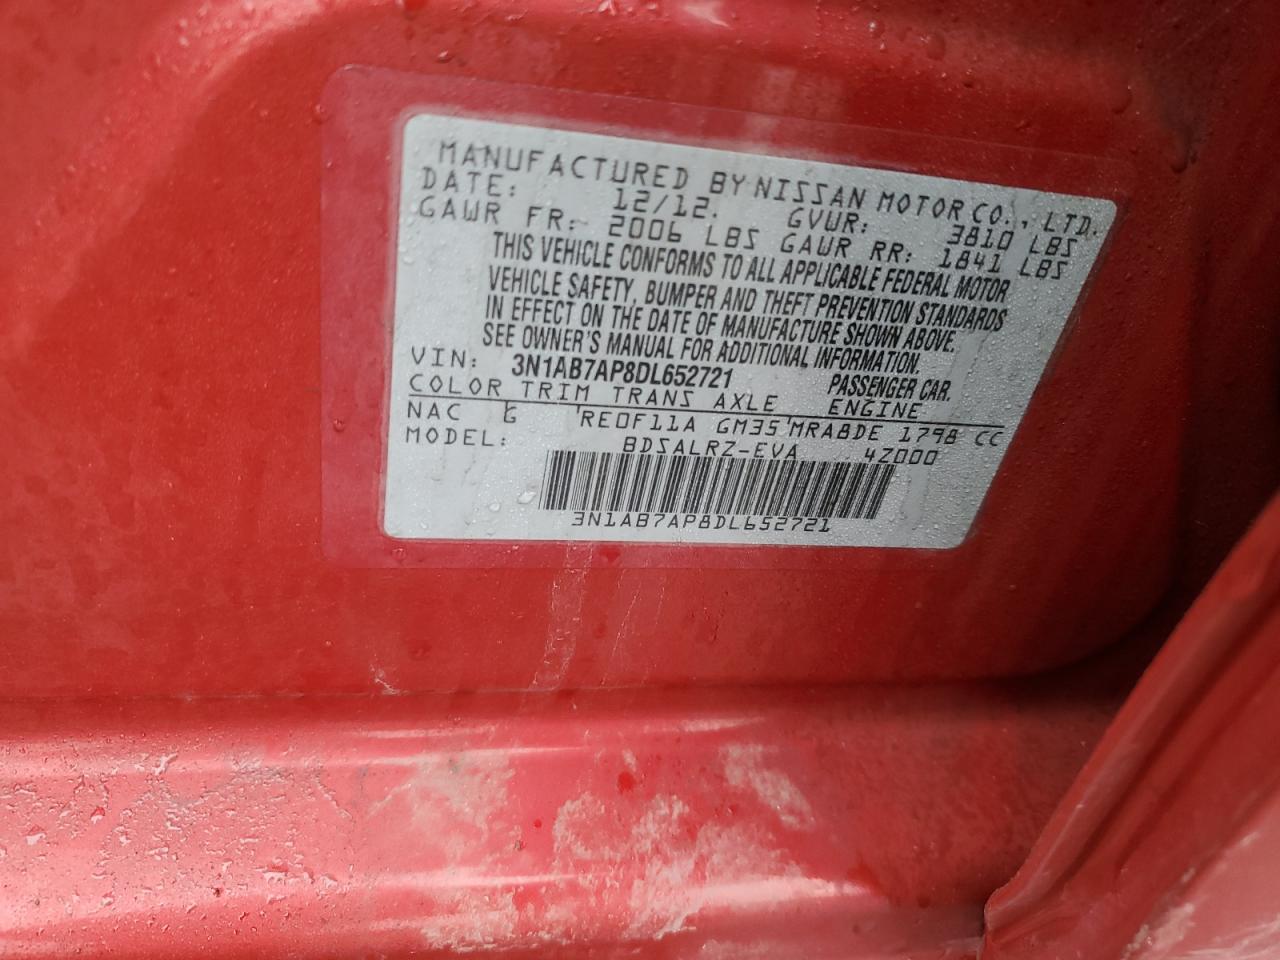 MANUFACTURED BY NISSAN MOTOR CO., LTD.
DATE: 12/12. GVWR: 3810 LBS
GAWR FR: 2006 LBS GAWR RR: 1841 LBS
THIS VEHICLE CONFORMS TO ALL APPLICABLE FEDERAL MOTOR
VEHICLE SAFETY, BUMPER AND THEFT PREVENTION STANDARDS
IN EFFECT ON THE DATE OF MANUFACTURE SHOWN ABOVE.
SEE OWNER'S MANUAL FOR ADDITIONAL INFORMATION.
VIN: 3N1AB7AP8DL652721 PASSENGER CAR.
COLOR TRIM TRANS AXLE ENGINE
NAC G RE0F11A GM35 MRA8DE 1798 CC
MODEL: BDSALRZ-EVA 4Z000
3N1AB7AP8DL652721